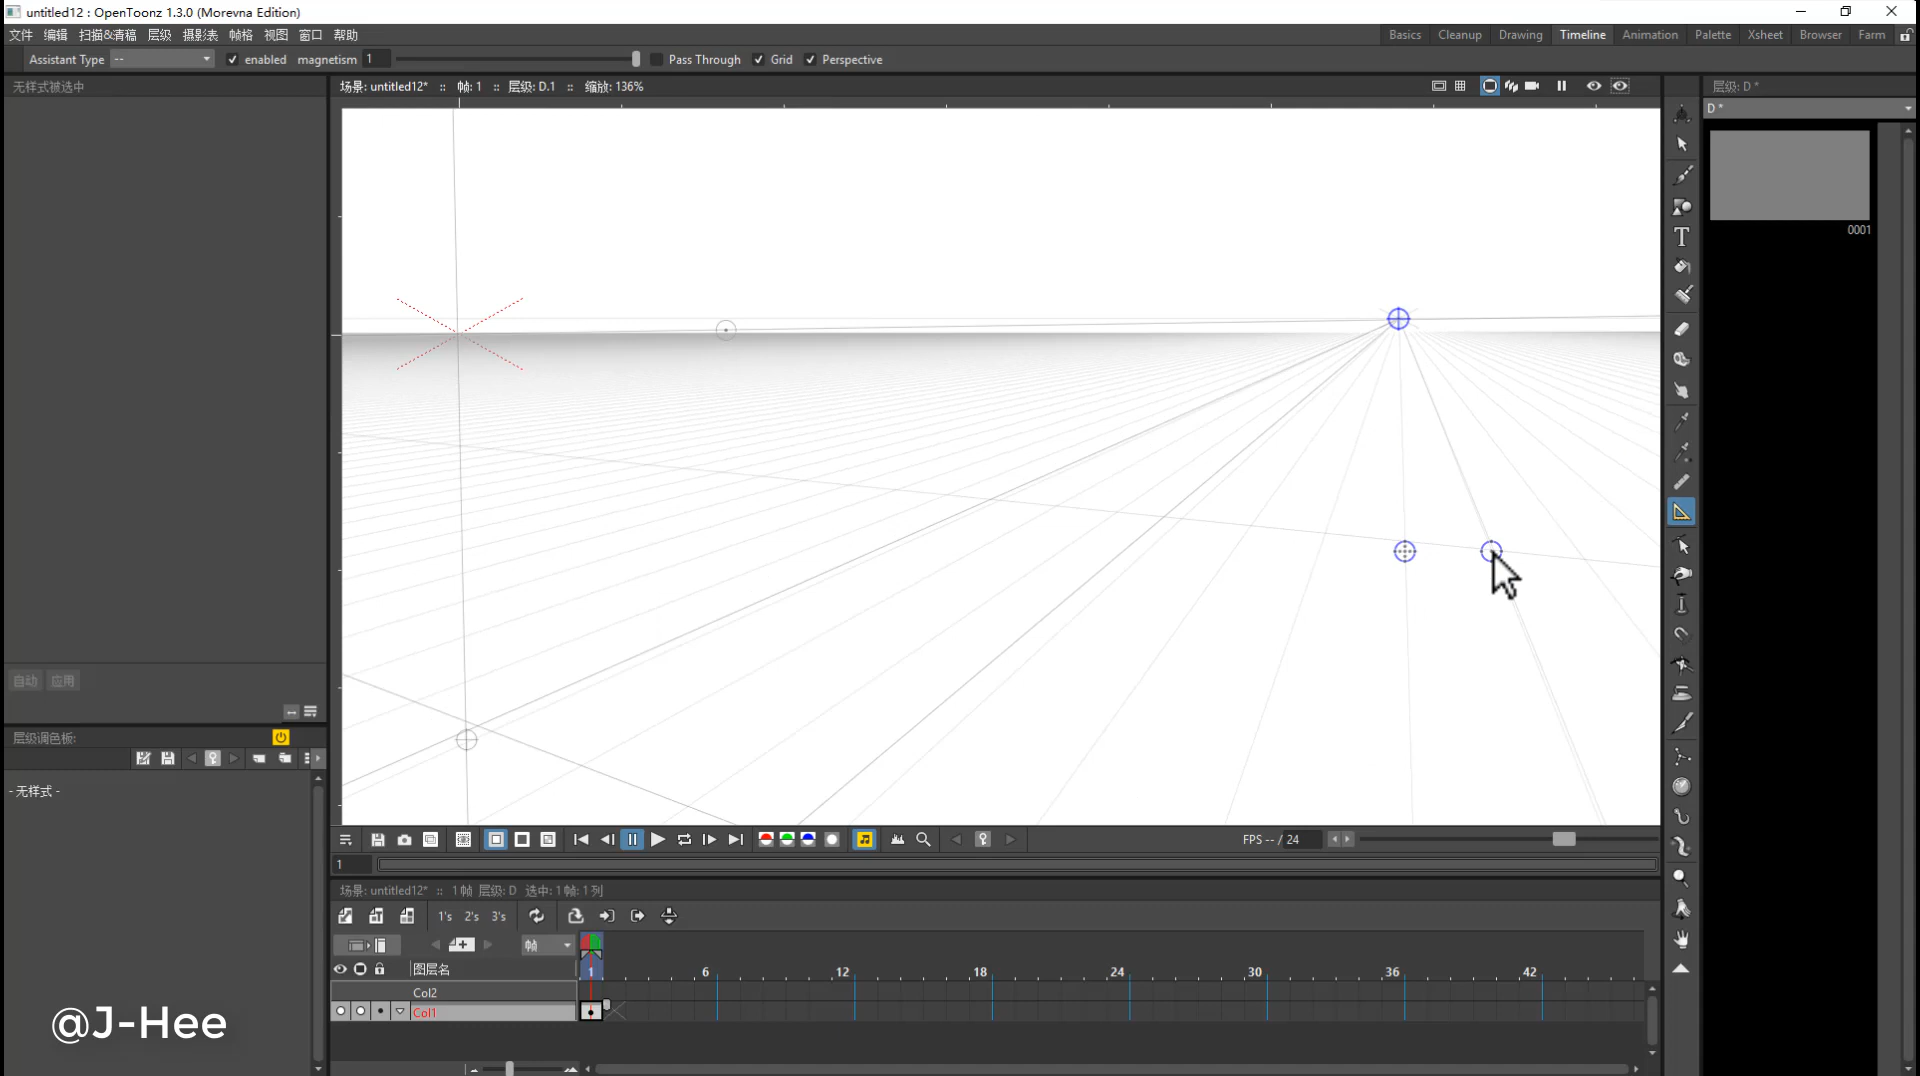 untitled12 : OpenToonz 1.3.0 (Morevna Edition)
文件 编辑 扫描&清稿 层级 摄影表 帧格 视图 窗口 帮助
Basics Cleanup Drawing Timeline Animation Palette Xsheet Browser Farm
Assistant Type -- enabled magnetism 1 Pass Through Grid Perspective
无样式被选中
场景: untitled12* :: 帧: 1 :: 层级: D.1 :: 缩放: 136%
层级: D *
D *
0001
自动 应用
层级调色板:
- 无样式 -
FPS -- / 24
1
场景: untitled12* :: 1 帧 层级: D 选中: 1 帧: 1 列
1's 2's 3's
帧
图层名
1 6 12 18 24 30 36 42
Col2
Col1
@J-Hee